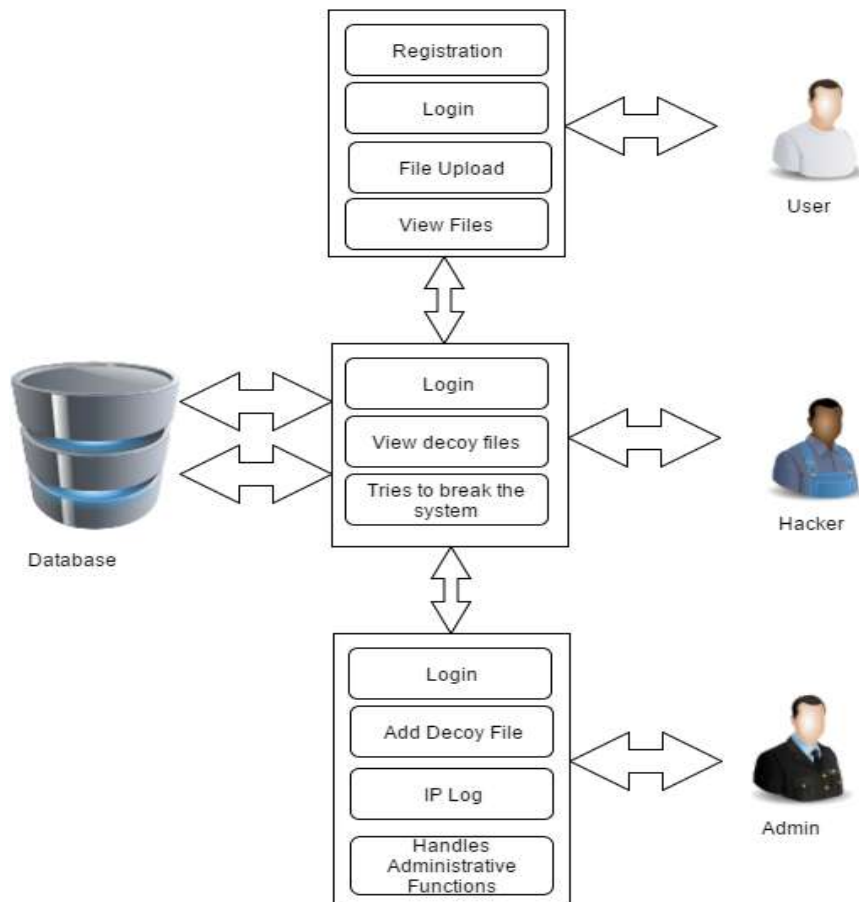 Registration
Login
File Upload
View Files
User
Login
View decoy files
Tries to break the
system
Hacker
Database
Login
Add Decoy File
IP Log
Handles
Administrative
Functions
Admin